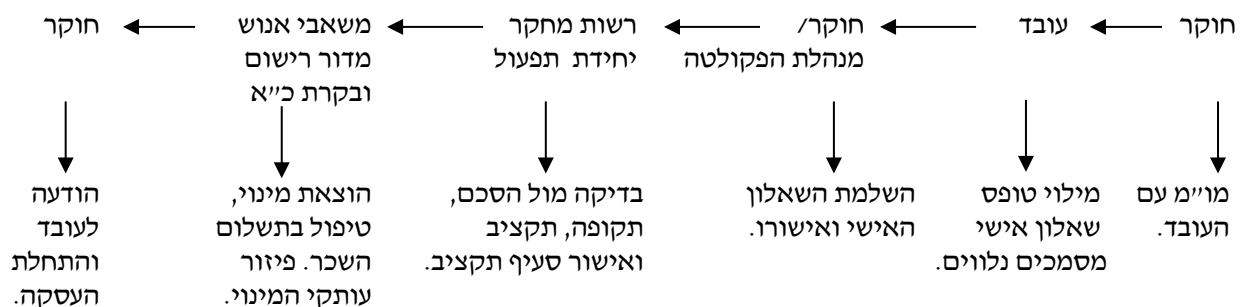 חוקר
עובד
חוקר/
מנהלת הפקולטה
רשות מחקר
יחידת תפעול
משאבי אנוש
מדור רישום
ובקרת כ״א
חוקר
מו״מ עם
העובד.
מילוי טופס
שאלון אישי
מסמכים נלווים.
השלמת השאלון
האישי ואישורו.
בדיקה מול הסכם,
תקופה, תקציב
ואישור סעיף תקציב.
הוצאת מינוי,
טיפול בתשלום
השכר. פיזור
עותקי המינוי.
הודעה
לעובד
והתחלת
העסקה.